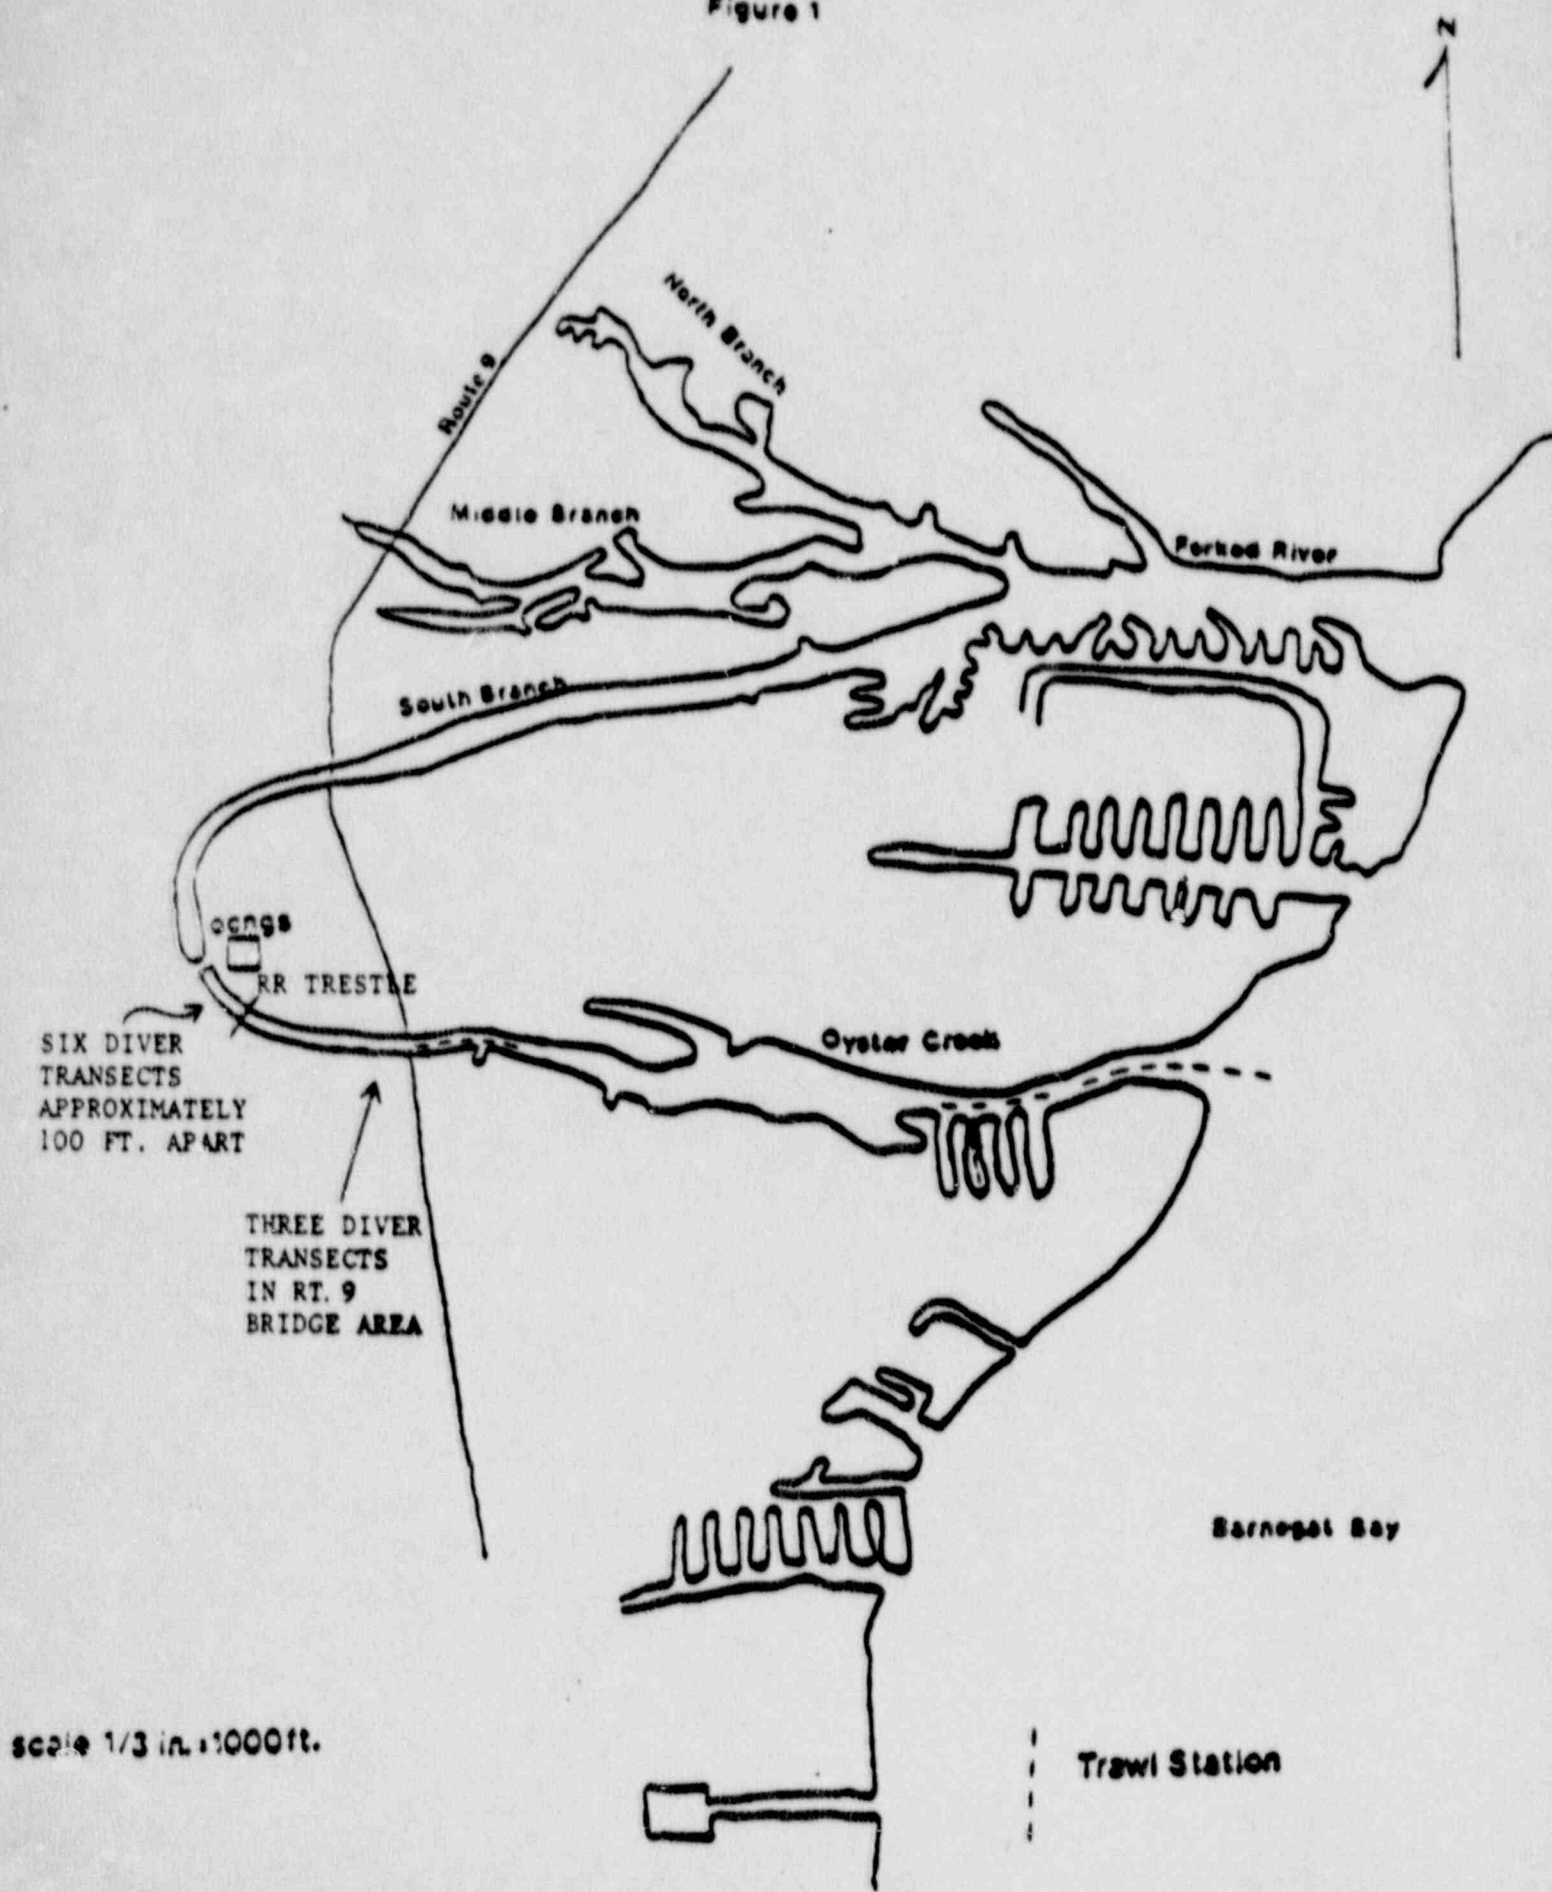 Figure 1
N
North Branch
Route 9
Middle Branch
Forked River
South Branch
ocngs
RR TRESTLE
SIX DIVER
TRANSECTS
APPROXIMATELY
100 FT. APART
Oyster Creek
THREE DIVER
TRANSECTS
IN RT. 9
BRIDGE AREA
Barnegat Bay
scale 1/3 in.:1000ft.
Trawl Station